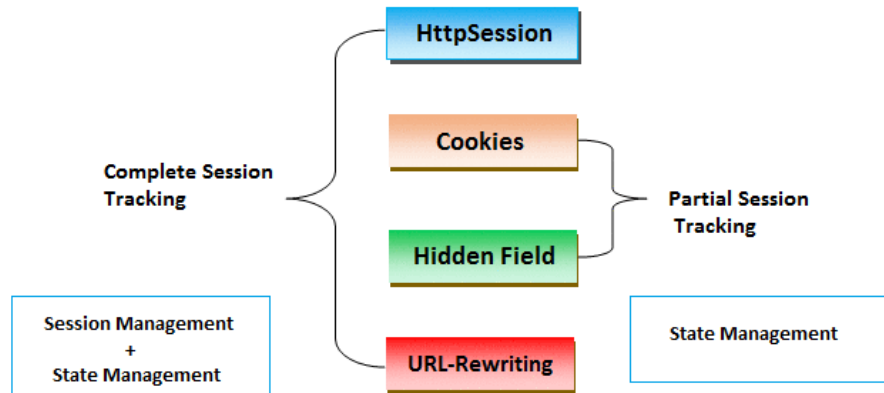 HttpSession
Cookies
Complete Session
Tracking
Partial Session
Tracking
Hidden Field
Session Management
+
State Management
State Management
URL-Rewriting